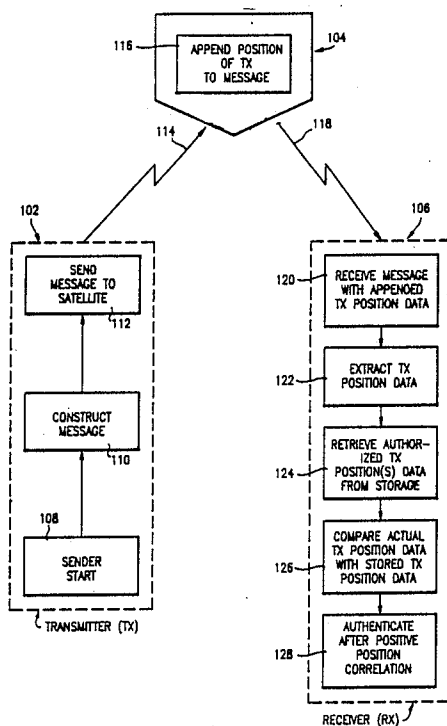 116
APPEND POSITION
OF TX
TO MESSAGE
104
114
118
102
SEND
MESSAGE TO
SATELLITE
112
CONSTRUCT
MESSAGE
110
108
SENDER
START
TRANSMITTER (TX)
106
120
RECEIVE MESSAGE
WITH APPENDED
TX POSITION DATA
122
EXTRACT TX
POSITION DATA
124
RETRIEVE AUTHOR-
IZED TX
POSITION(S) DATA
FROM STORAGE
126
COMPARE ACTUAL
TX POSITION DATA
WITH STORED TX
POSITION DATA
128
AUTHENTICATE
AFTER POSITIVE
POSITION
CORRELATION
RECEIVER (RX)